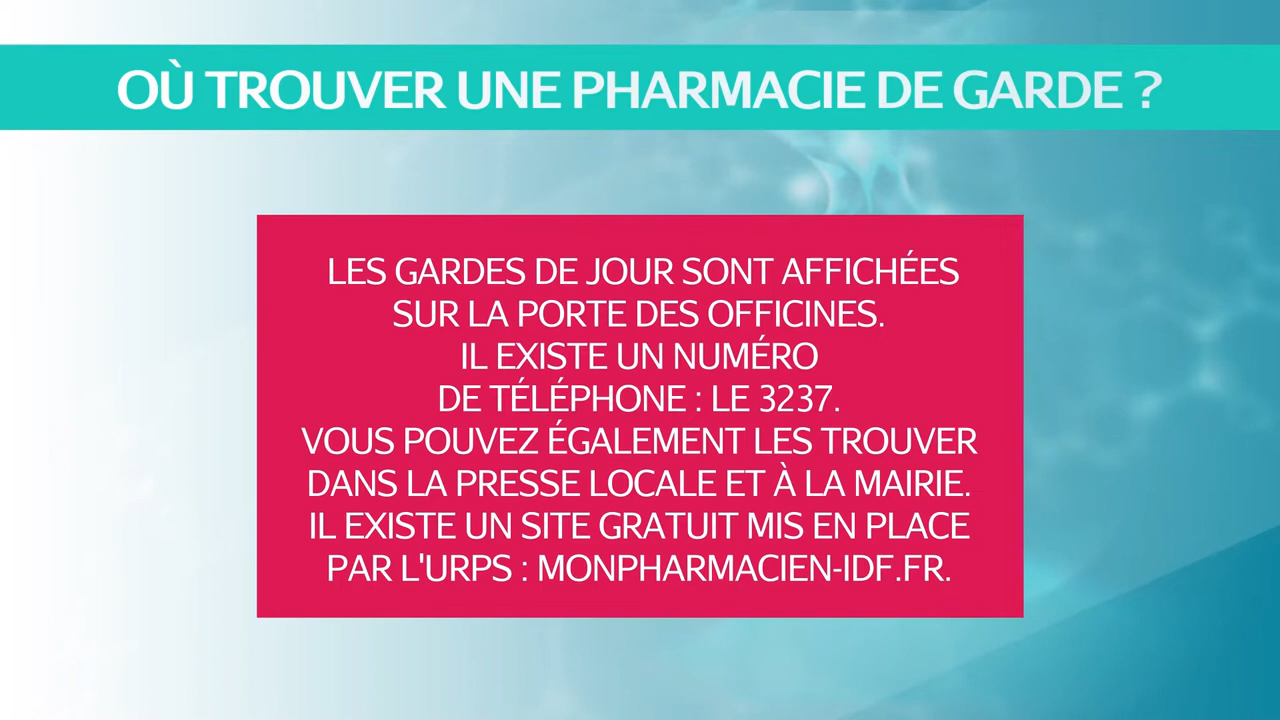 OÙ TROUVER UNE PHARMACIE DE GARDE ?
LES GARDES DE JOUR SONT AFFICHÉES
SUR LA PORTE DES OFFICINES.
IL EXISTE UN NUMÉRO
DE TÉLÉPHONE : LE 3237.
VOUS POUVEZ ÉGALEMENT LES TROUVER
DANS LA PRESSE LOCALE ET À LA MAIRIE.
IL EXISTE UN SITE GRATUIT MIS EN PLACE
PAR L'URPS : MONPHARMACIEN-IDF.FR.